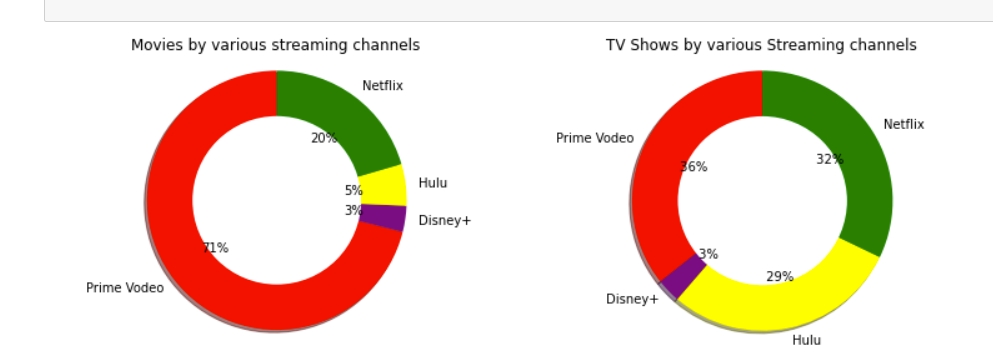 Movies by various streaming channels
Netflix
20%
5%
Hulu
3%
Disney+
71%
Prime Vodeo
TV Shows by Various Streaming channels
Netflix
Prime Vodeo
32%
36%
3%
29%
Disney+
Hulu